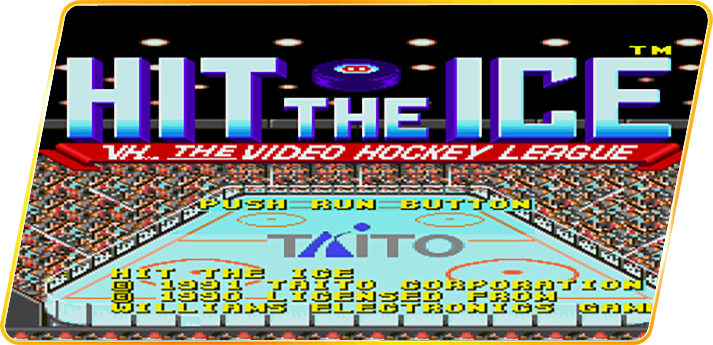 TM
HIT THE ICE
VHL THE VIDEO HOCKEY LEAGUE
PUSH RUN BUTTON
TAITO
HIT THE ICE
© 1991 TAITO CORPORATION
© 1990 LICENSED FROM
WILLIAMS ELECTRONICS GAM